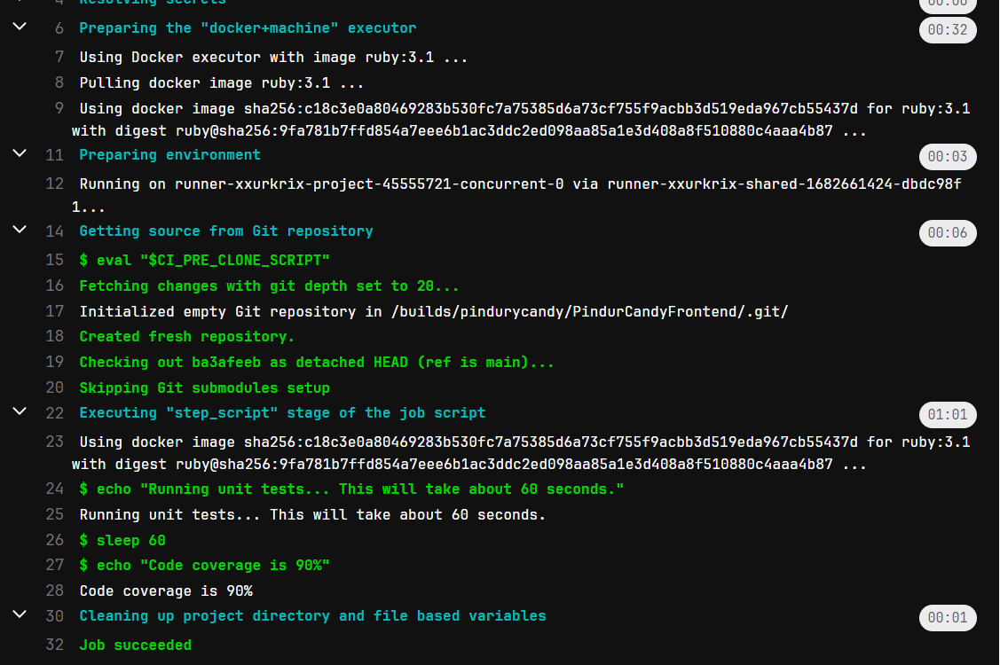 4 Resolving secrets 00:00
6 Preparing the "docker+machine" executor 00:32
7 Using Docker executor with image ruby:3.1 ...
8 Pulling docker image ruby:3.1 ...
9 Using docker image sha256:c18c3e0a80469283b530fc7a75385d6a73cf755f9acbb3d519eda967cb55437d for ruby:3.1
with digest ruby@sha256:9fa781b7ffd854a7eee6b1ac3ddc2ed098aa85a1e3d408a8f510880c4aaa4b87 ...
11 Preparing environment 00:03
12 Running on runner-xxurkrix-project-45555721-concurrent-0 via runner-xxurkrix-shared-1682661424-dbdc98f
1...
14 Getting source from Git repository 00:06
15 $ eval "$CI_PRE_CLONE_SCRIPT"
16 Fetching changes with git depth set to 20...
17 Initialized empty Git repository in /builds/pindurycandy/PindurCandyFrontend/.git/
18 Created fresh repository.
19 Checking out ba3afeeb as detached HEAD (ref is main)...
20 Skipping Git submodules setup
22 Executing "step_script" stage of the job script 01:01
23 Using docker image sha256:c18c3e0a80469283b530fc7a75385d6a73cf755f9acbb3d519eda967cb55437d for ruby:3.1
with digest ruby@sha256:9fa781b7ffd854a7eee6b1ac3ddc2ed098aa85a1e3d408a8f510880c4aaa4b87 ...
24 $ echo "Running unit tests... This will take about 60 seconds."
25 Running unit tests... This will take about 60 seconds.
26 $ sleep 60
27 $ echo "Code coverage is 90%"
28 Code coverage is 90%
30 Cleaning up project directory and file based variables 00:01
32 Job succeeded